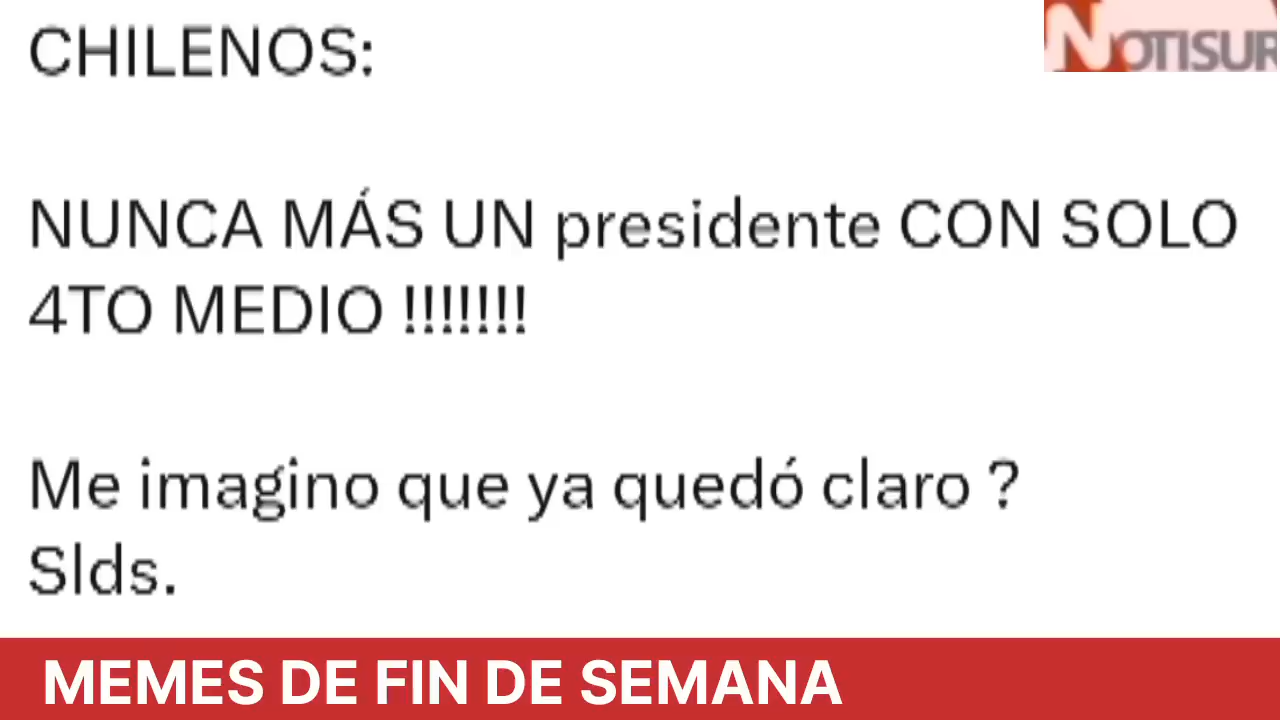 CHILENOS:
NOTISUR
NUNCA MÁS UN presidente CON SOLO
4TO MEDIO !!!!!!!
Me imagino que ya quedó claro ?
Slds.
MEMES DE FIN DE SEMANA